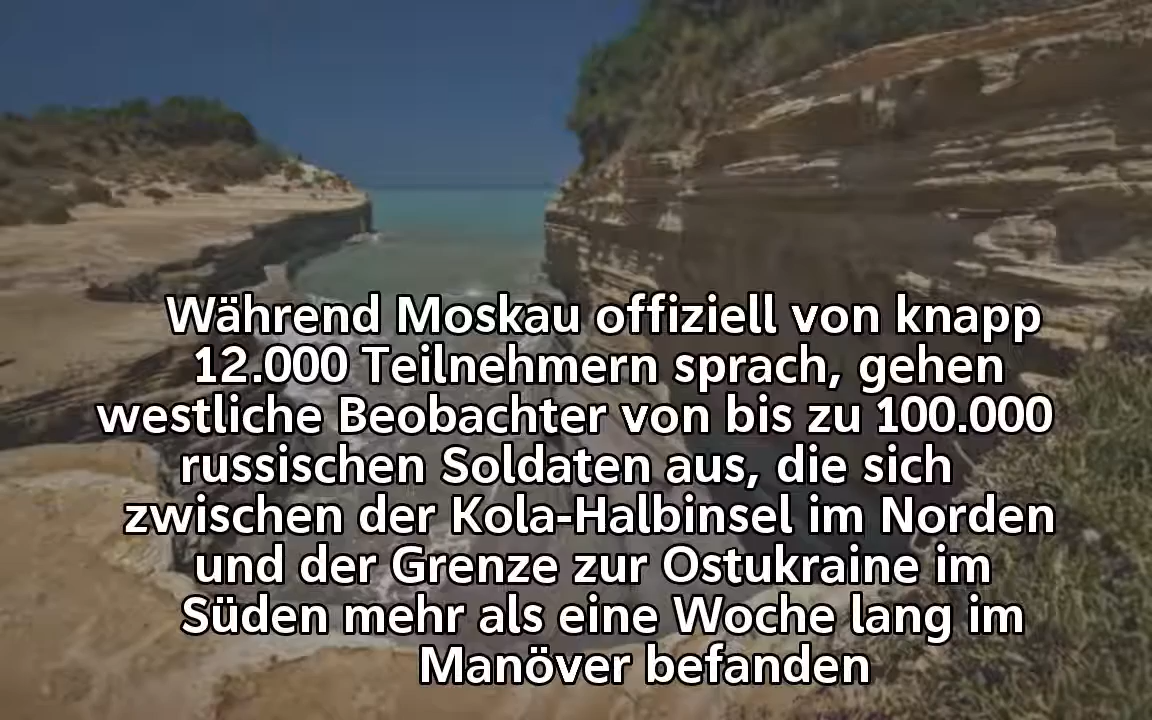 Während Moskau offiziell von knapp
12.000 Teilnehmern sprach, gehen
westliche Beobachter von bis zu 100.000
russischen Soldaten aus, die sich
zwischen der Kola-Halbinsel im Norden
und der Grenze zur Ostukraine im
Süden mehr als eine Woche lang im
Manöver befanden